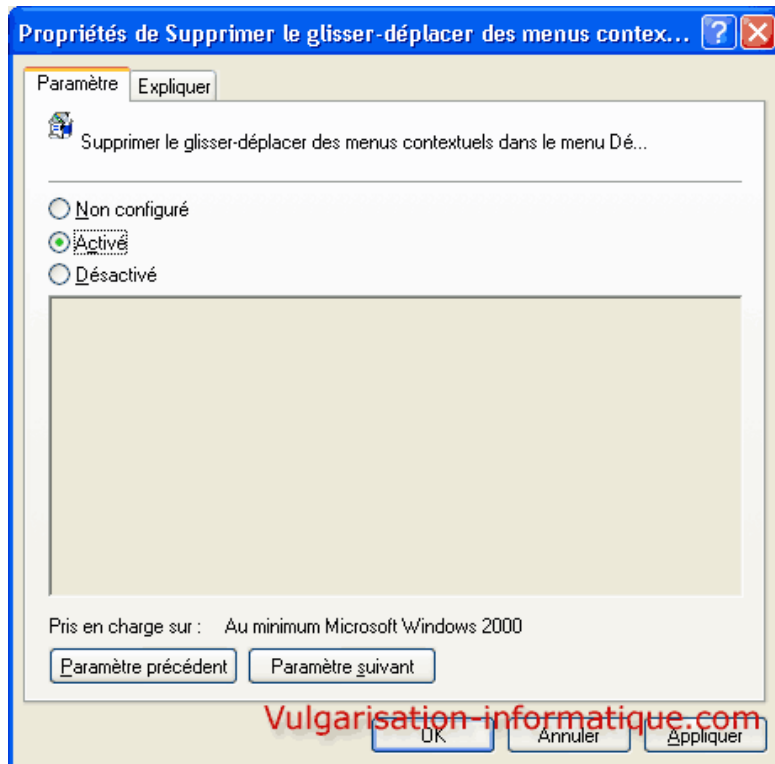 Propriétés de Supprimer le glisser-déplacer des menus contex... ?
Paramètre Expliquer
Supprimer le glisser-déplacer des menus contextuels dans le menu Dé...
Non configuré
Activé
Désactivé
Pris en charge sur : Au minimum Microsoft Windows 2000
Paramètre précédent Paramètre suivant
Vulgarisation-informatique.com
OK Annuler Appliquer